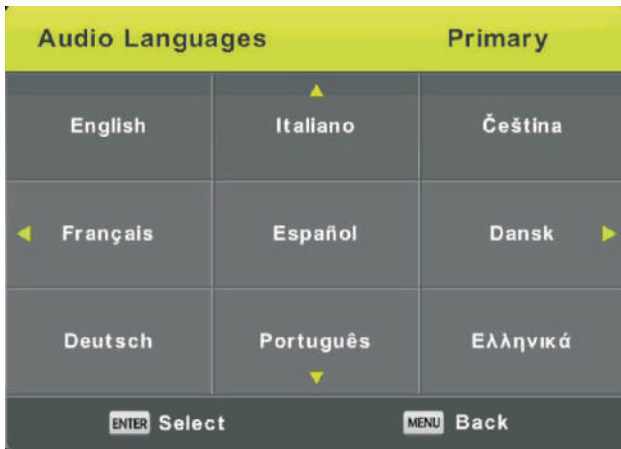 Audio Languages Primary
English Italiano Čeština
Français Español Dansk
Deutsch Português Ελληνικά
ENTER Select MENU Back